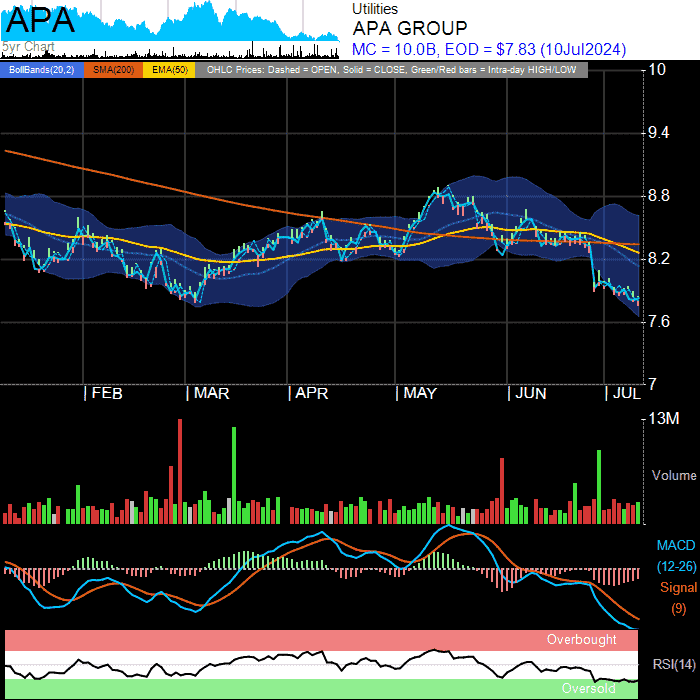 APA
5yr Chart
Utilities
APA GROUP
MC = 10.0B, EOD = $7.83 (10Jul2024)
BollBands(20,2) SMA(200) EMA(50) OHLC Prices: Dashed = OPEN, Solid = CLOSE, Green/Red bars = Intra-day HIGH/LOW
10
9.4
8.8
8.2
7.6
7
| FEB | MAR | APR | MAY | JUN | JUL
13M
Volume
MACD
(12-26)
Signal
(9)
Overbought
RSI(14)
Oversold